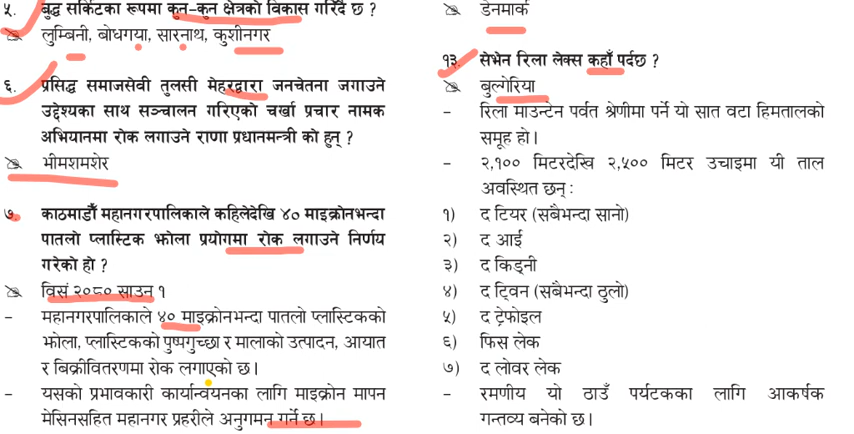 ५. बुद्ध सर्किटका रूपमा कुन-कुन क्षेत्रको विकास गरिँदै छ ?
लुम्बिनी, बोधगया, सारनाथ, कुशीनगर
६. प्रसिद्ध समाजसेवी तुलसी मेहरद्वारा जनचेतना जगाउने
उद्देश्यका साथ सञ्चालन गरिएको चर्खा प्रचार नामक
अभियानमा रोक लगाउने राणा प्रधानमन्त्री को हुन् ?
भीमशमशेर
७. काठमाडौँ महानगरपालिकाले कहिलेदेखि ४० माइक्रोनभन्दा
पातलो प्लास्टिक झोला प्रयोगमा रोक लगाउने निर्णय
गरेको हो ?
विसं २०८० साउन १
- महानगरपालिकाले ४० माइक्रोनभन्दा पातलो प्लास्टिकको
झोला, प्लास्टिकको पुष्पगुच्छा र मालाको उत्पादन, आयात
र बिक्रीवितरणमा रोक लगाएको छ।
- यसको प्रभावकारी कार्यान्वयनका लागि माइक्रोन मापन
मेसिनसहित महानगर प्रहरीले अनुगमन गर्ने छ।
डेनमार्क
१३. सेभेन रिला लेक्स कहाँ पर्दछ ?
बुल्गेरिया
- रिला माउन्टेन पर्वत श्रेणीमा पर्ने यो सात वटा हिमतालको
समूह हो।
- २,१०० मिटरदेखि २,५०० मिटर उचाइमा यी ताल
अवस्थित छन् :
१) द टियर (सबैभन्दा सानो)
२) द आई
३) द किड्नी
४) द ट्विन (सबैभन्दा ठुलो)
५) द ट्रेफोइल
६) फिस लेक
७) द लोवर लेक
- रमणीय यो ठाउँ पर्यटकका लागि आकर्षक
गन्तव्य बनेको छ।